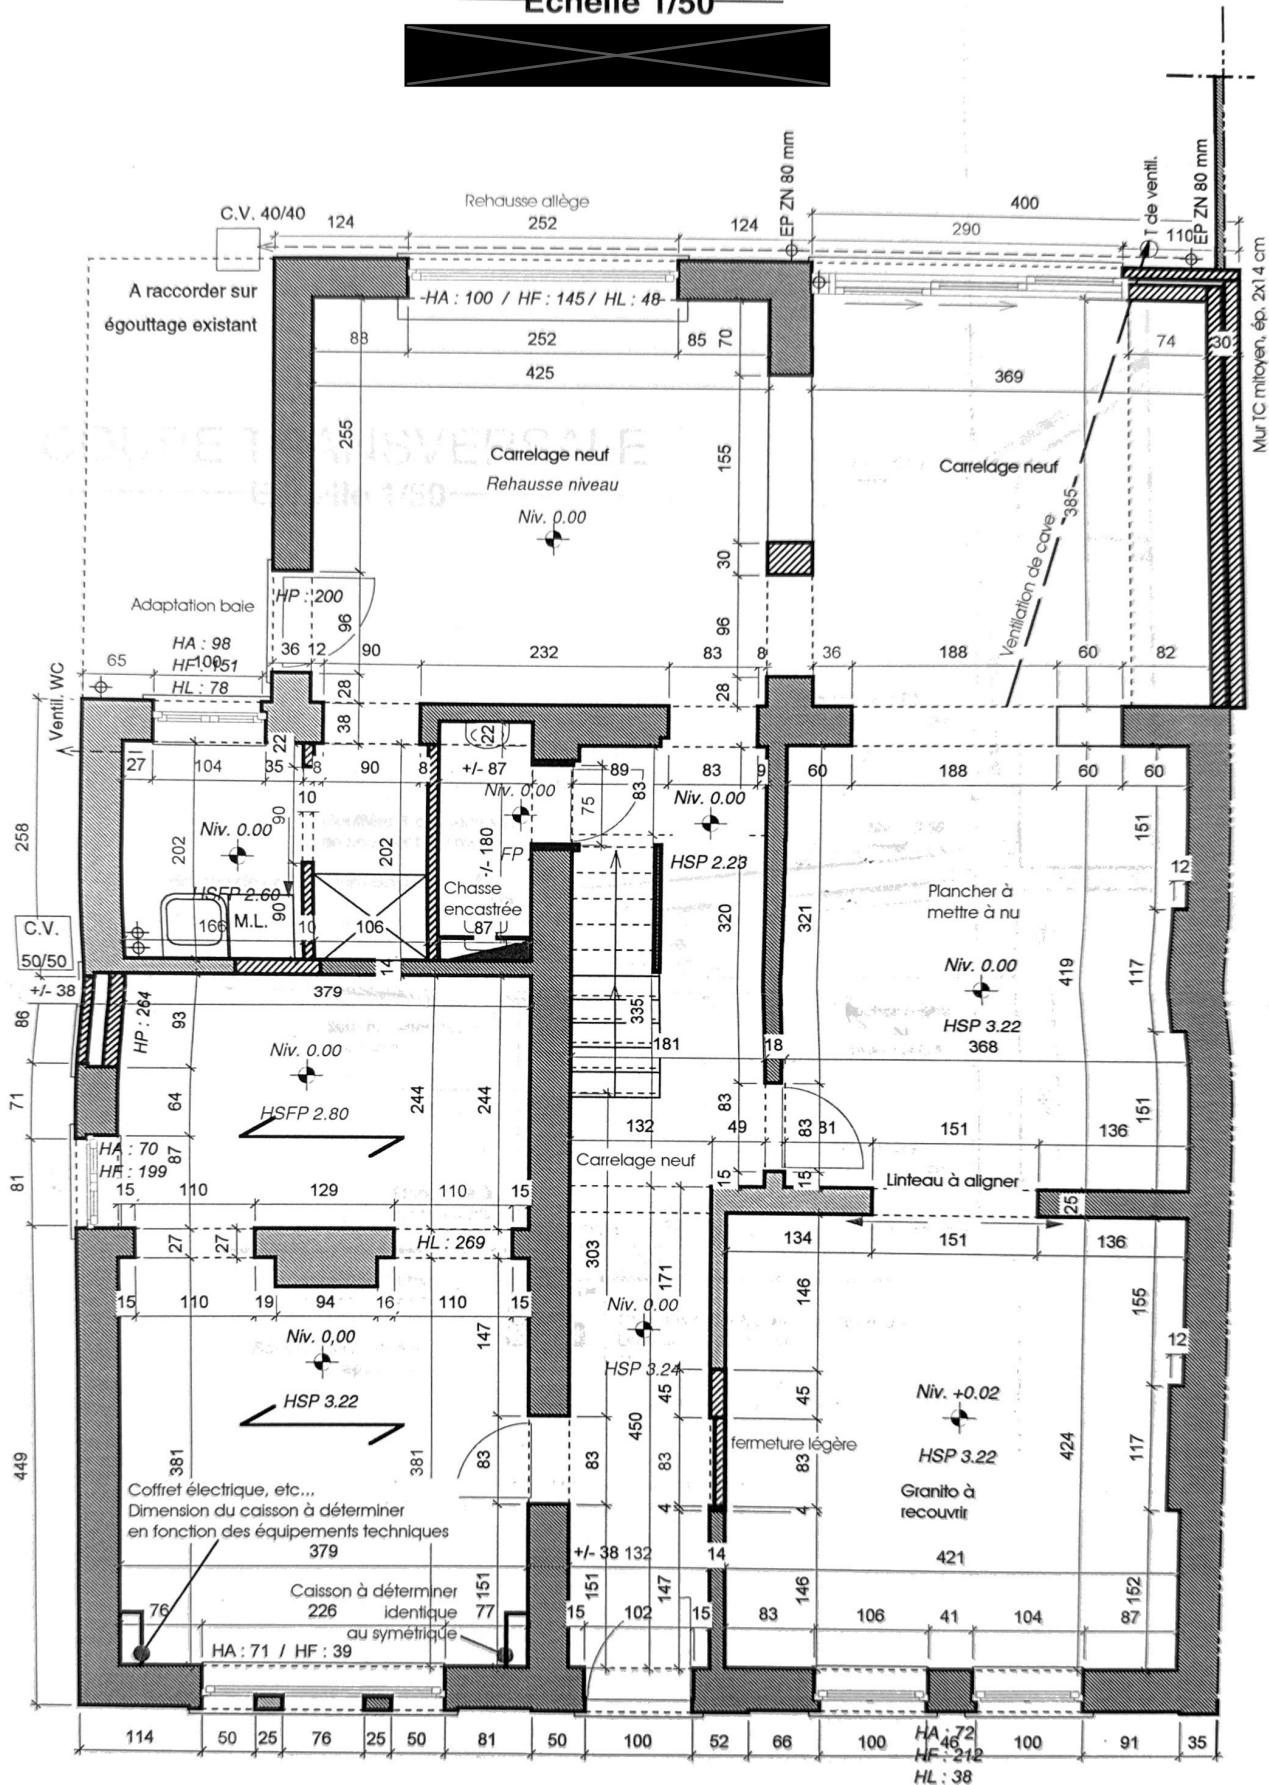 Echelle 1/50
EP ZN 80 mm
T de ventil.
EP ZN 80 mm
Rehausse allège
C.V. 40/40
400
124
252
124
290
110
A raccorder sur
égouttage existant
HA : 100 / HF : 145 / HL : 48
88
252
85
70
74
30
Mur TC mitoyen, ép. 2x14 cm
425
369
255
155
Carrelage neuf
Rehausse niveau
Niv. 0.00
Carrelage neuf
385
Ventilation de cave
30
HP : 200
Adaptation baie
96
96
HA : 98
HF : 151
HL : 78
65
100
36
12
90
232
83
8
36
188
60
82
28
28
38
Ventil. WC
22
22
27
104
35
8
90
8
+/- 87
89
83
9
60
188
60
60
10
90
75
83
Niv. 0.00
Niv. 0.00
151
258
202
Niv. 0.00
202
+/- 180
FP
HSP 2.23
12
HSFP 2.60
M.L.
90
Chasse
encastrée
320
321
Plancher à
mettre à nu
C.V.
50/50
166
10
106
87
Niv. 0.00
419
117
14
+/- 38
379
HSP 3.22
86
HP : 264
93
335
181
18
368
Niv. 0.00
71
64
HSFP 2.80
244
244
83
151
HA : 70
HF : 199
87
132
49
83
81
151
136
81
Carrelage neuf
15
110
129
110
15
15
15
Linteau à aligner
25
27
27
HL : 269
303
134
151
136
171
146
155
15
110
19
94
16
110
15
Niv. 0.00
Niv. 0,00
147
12
HSP 3.22
HSP 3.24
45
45
Niv. +0.02
449
450
fermeture légère
424
117
381
381
83
83
83
83
HSP 3.22
Coffret électrique, etc...
Dimension du caisson à déterminer
en fonction des équipements techniques
Granito à
recouvrir
4
4
379
+/- 38
132
14
421
Caisson à déterminer
identique
au symétrique
151
151
147
146
152
76
226
77
15
102
15
83
106
41
104
87
HA : 71 / HF : 39
114
50
25
76
25
50
81
50
100
52
66
100
46
100
91
35
HA : 72
HF : 212
HL : 38